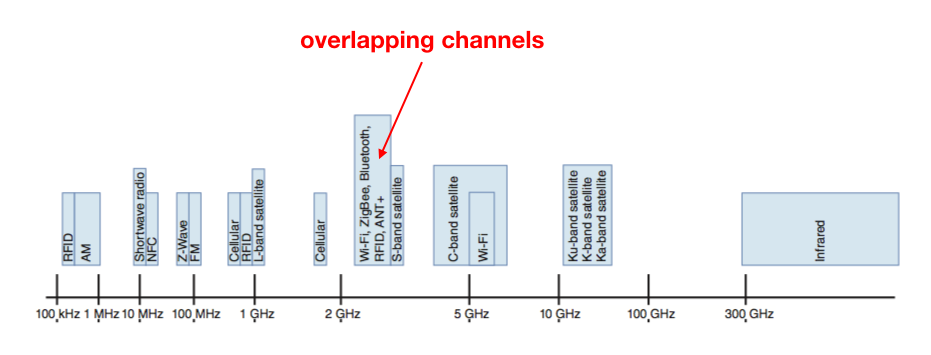 overlapping channels
RFID
AM
Shortwave radio
NFC
Z-Wave
FM
Cellular
RFID
L-band satellite
Cellular
Wi-Fi, ZigBee, Bluetooth,
RFID, ANT+
S-band satellite
C-band satellite
Wi-Fi
Ku-band satellite
K-band satellite
Ka-band satellite
Infrared
100 kHz 1 MHz 10 MHz 100 MHz 1 GHz 2 GHz 5 GHz 10 GHz 100 GHz 300 GHz